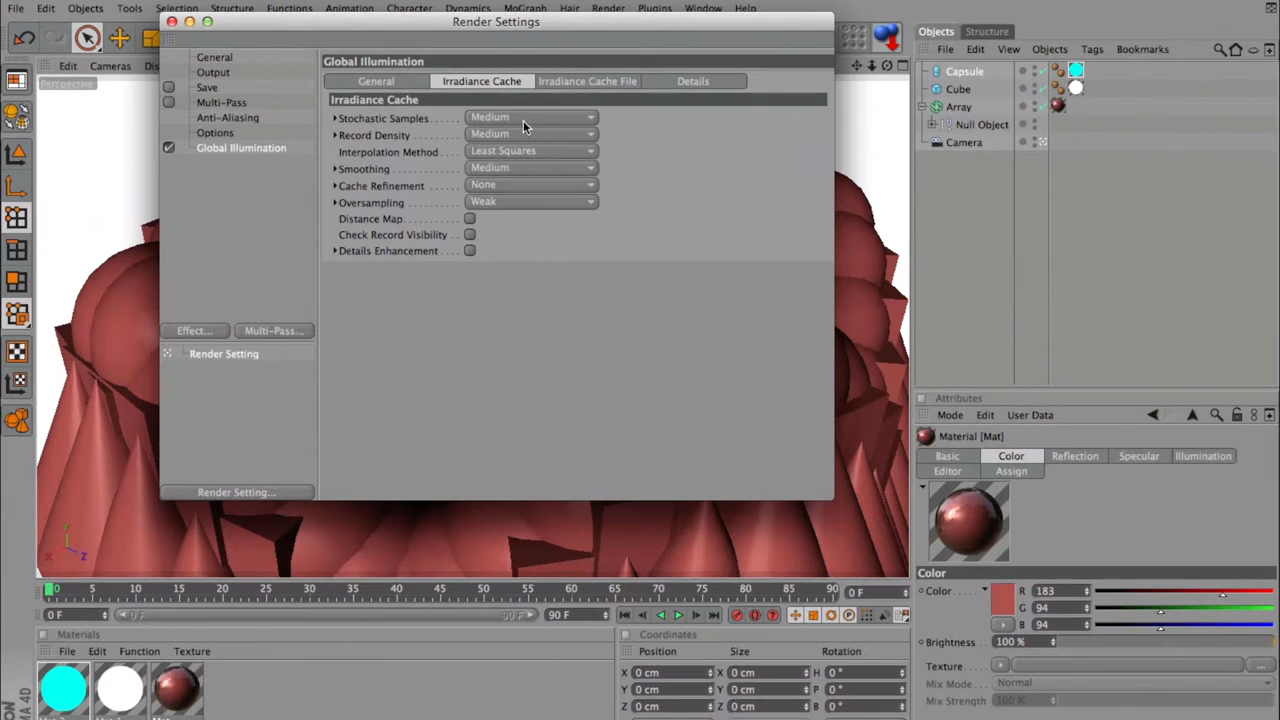 File Edit Objects Tools Selection Structure Functions Animation Character Dynamics MoGraph Hair Render Plugins Window Help
Render Settings
Objects Structure
File Edit View Objects Tags Bookmarks
Edit Cameras
Perspective
General
Output
Save
Multi-Pass
Anti-Aliasing
Options
Global Illumination
Effect... Multi-Pass...
Render Setting
Render Setting...
Global Illumination
General Irradiance Cache Irradiance Cache File Details
Irradiance Cache
Stochastic Samples. . . Medium
Record Density . . . . Medium
Interpolation Method . . Least Squares
Smoothing . . . . . . . Medium
Cache Refinement . . . . None
Oversampling . . . . . Weak
Distance Map. . . . . . .
Check Record Visibility . .
Details Enhancement . . . .
Capsule
Cube
Array
Null Object
Camera
Attributes
Mode Edit User Data
Material [Mat]
Basic Color Reflection Specular Illumination
Editor Assign
Color
Color. . . . R 183
G 94
B 94
Brightness 100 %
Texture. . . . ...
Mix Mode. . Normal
Mix Strength. 100 %
0 5 10 15 20 25 30 35 40 45 50 55 60 65 70 75 80 85 90 0 F
0 F 0 F 90 F 90 F
Materials
File Edit Function Texture
Coordinates
Position Size Rotation
X 0 cm X 0 cm H 0 °
Y 0 cm Y 0 cm P 0 °
Z 0 cm Z 0 cm B 0 °